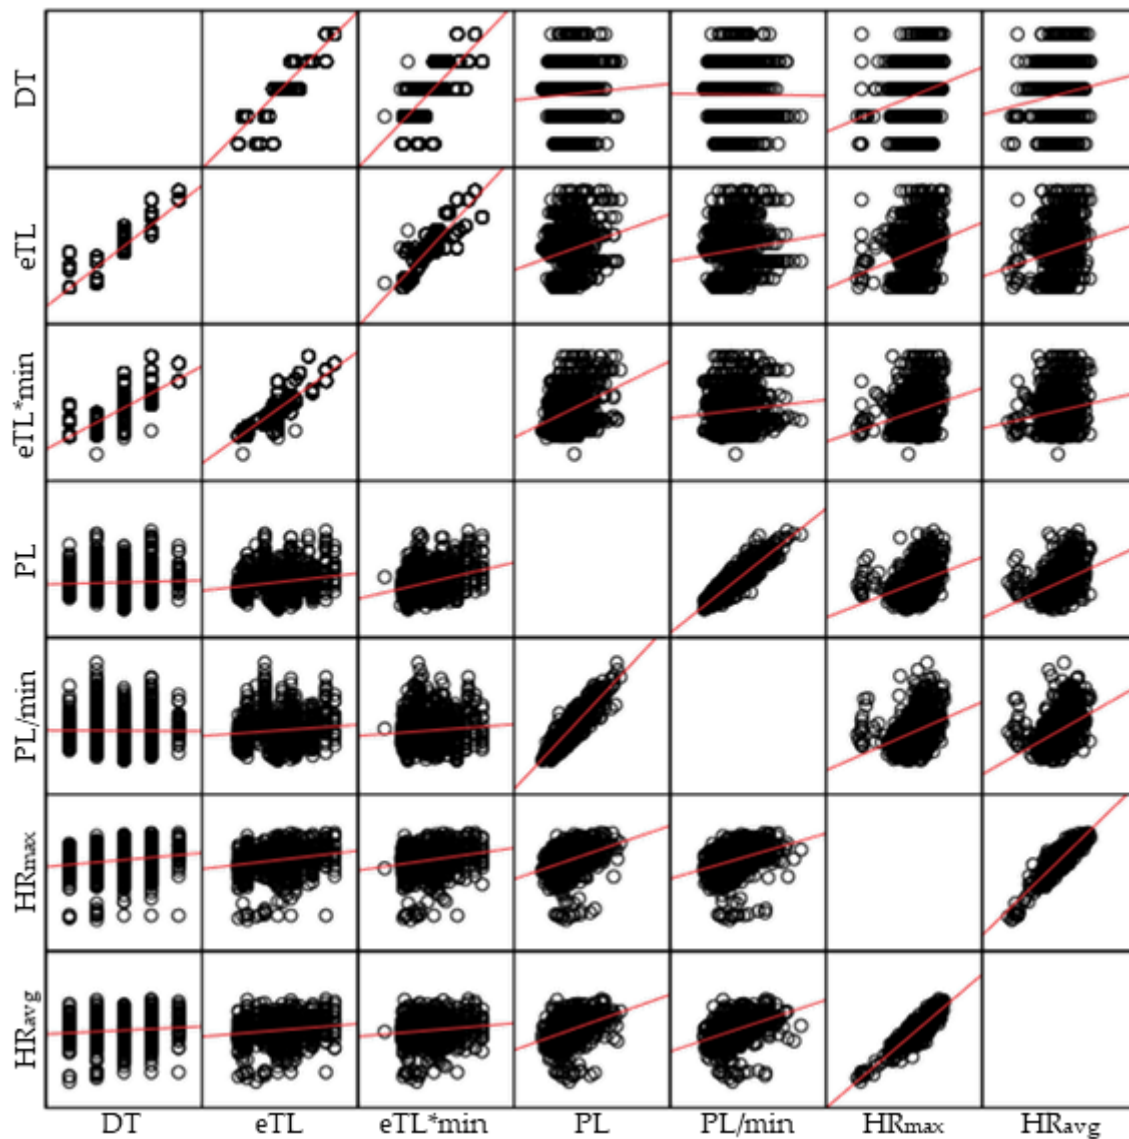 DT
eTL
eTL*min
PL
PL/min
HRmax
HRavg
DT eTL eTL*min PL PL/min HRmax HRavg